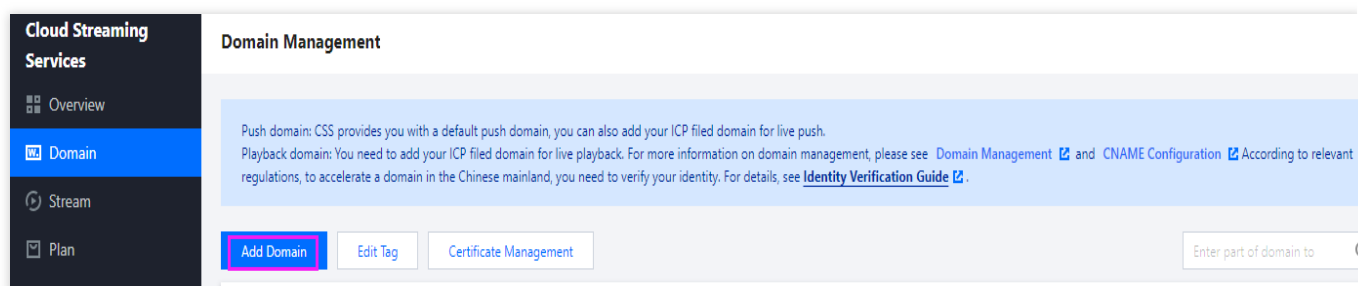 Cloud Streaming
Services
Domain Management
Overview
Push domain: CSS provides you with a default push domain, you can also add your ICP filed domain for live push.
Domain
Playback domain: You need to add your ICP filed domain for live playback. For more information on domain management, please see Domain Management and CNAME Configuration According to relevant
regulations, to accelerate a domain in the Chinese mainland, you need to verify your identity. For details, see Identity Verification Guide .
Stream
Plan
Add Domain
Edit Tag
Certificate Management
Enter part of domain to